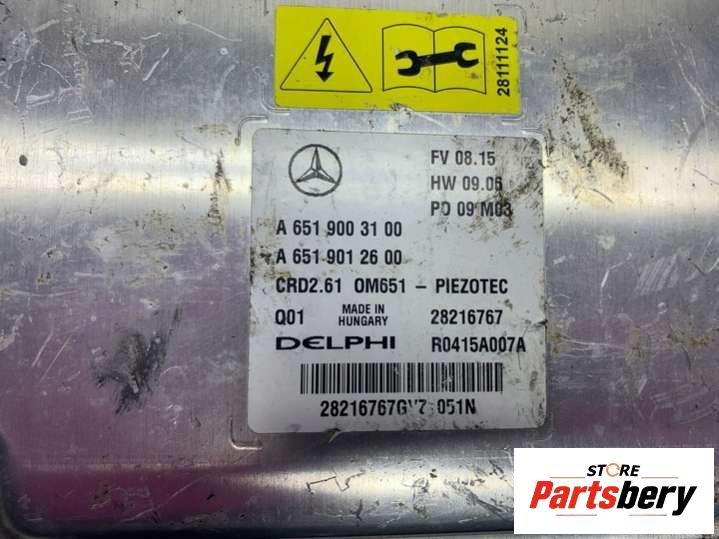 28111124
FV 08.15
HW 09.06
PD 09 M03
A 651 900 31 00
A 651 901 26 00
CRD2.61 OM651 - PIEZOTEC
Q01 MADE IN HUNGARY 28216767
DELPHI R0415A007A
STORE
Partsbery